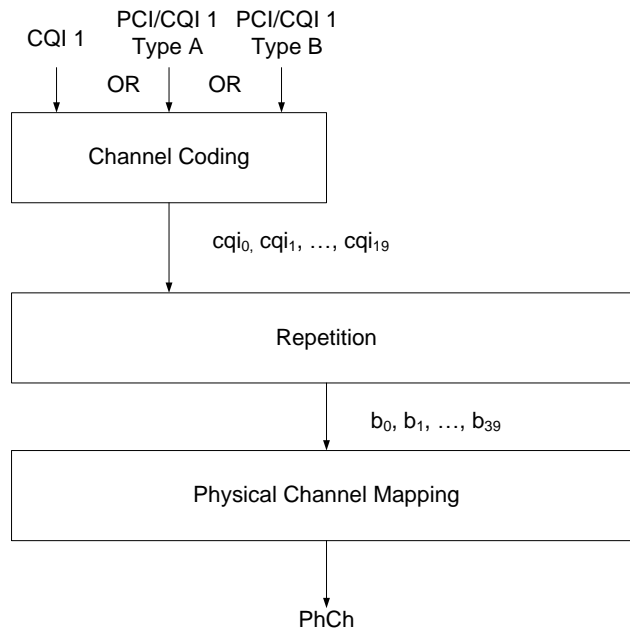 CQI 1
PCI/CQI 1
Type A
PCI/CQI 1
Type B
OR
OR
Channel Coding
cqi₀, cqi₁, …, cqi₁₉
Repetition
b₀, b₁, …, b₃₉
Physical Channel Mapping
PhCh